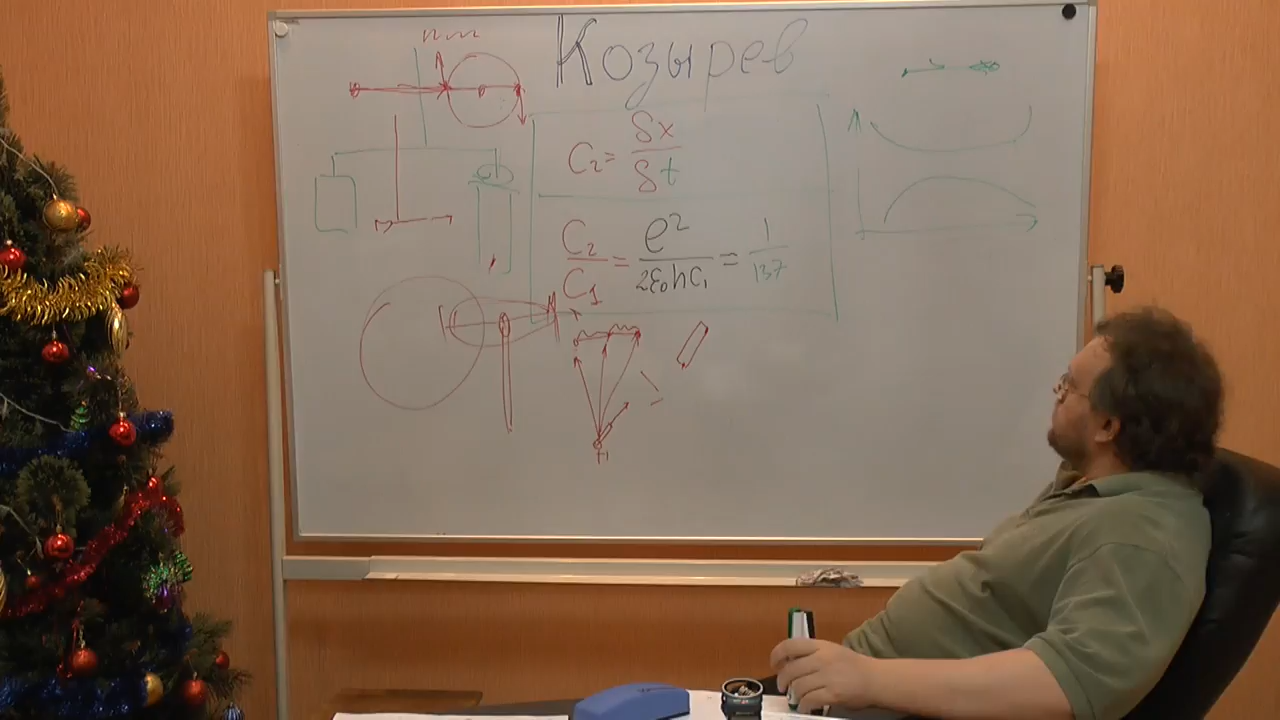 Козырев
C₂ = δx / δt
C₂ / C₁ = e² / 2ε₀hC₁ = 1 / 137